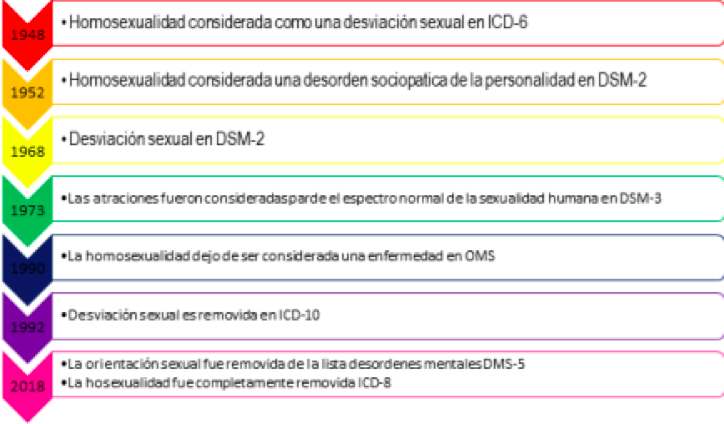 1948
• Homosexualidad considerada como una desviación sexual en ICD-6
1952
• Homosexualidad considerada una desorden sociopatica de la personalidad en DSM-2
1968
• Desviación sexual en DSM-2
1973
•Las atraciones fueron consideradas parde el espectro normal de la sexualidad humana en DSM-3
1990
•La homosexualidad dejo de ser considerada una enfermedad en OMS
1992
•Desviación sexual es removida en ICD-10
2018
•La orientación sexual fue removida de la lista desordenes mentales DMS-5
•La hosexualidad fue completamente removida ICD-8